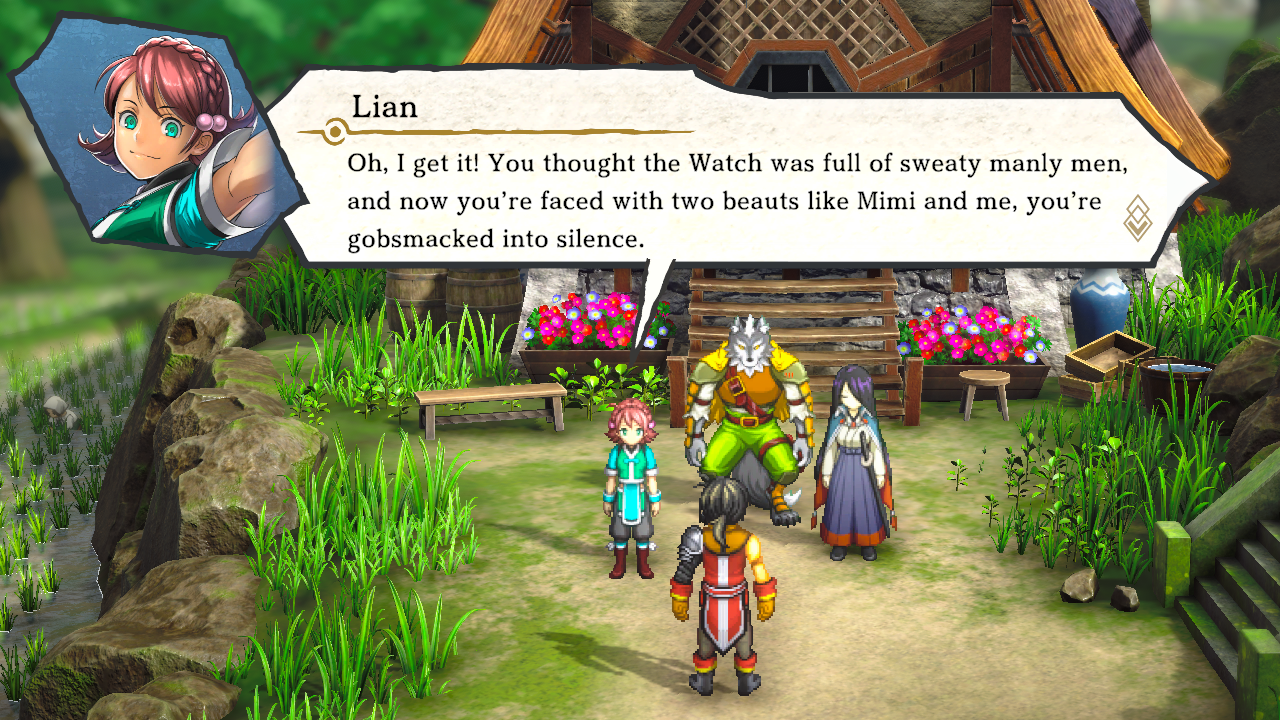 Lian
Oh, I get it! You thought the Watch was full of sweaty manly men,
and now you're faced with two beauts like Mimi and me, you're
gobsmacked into silence.